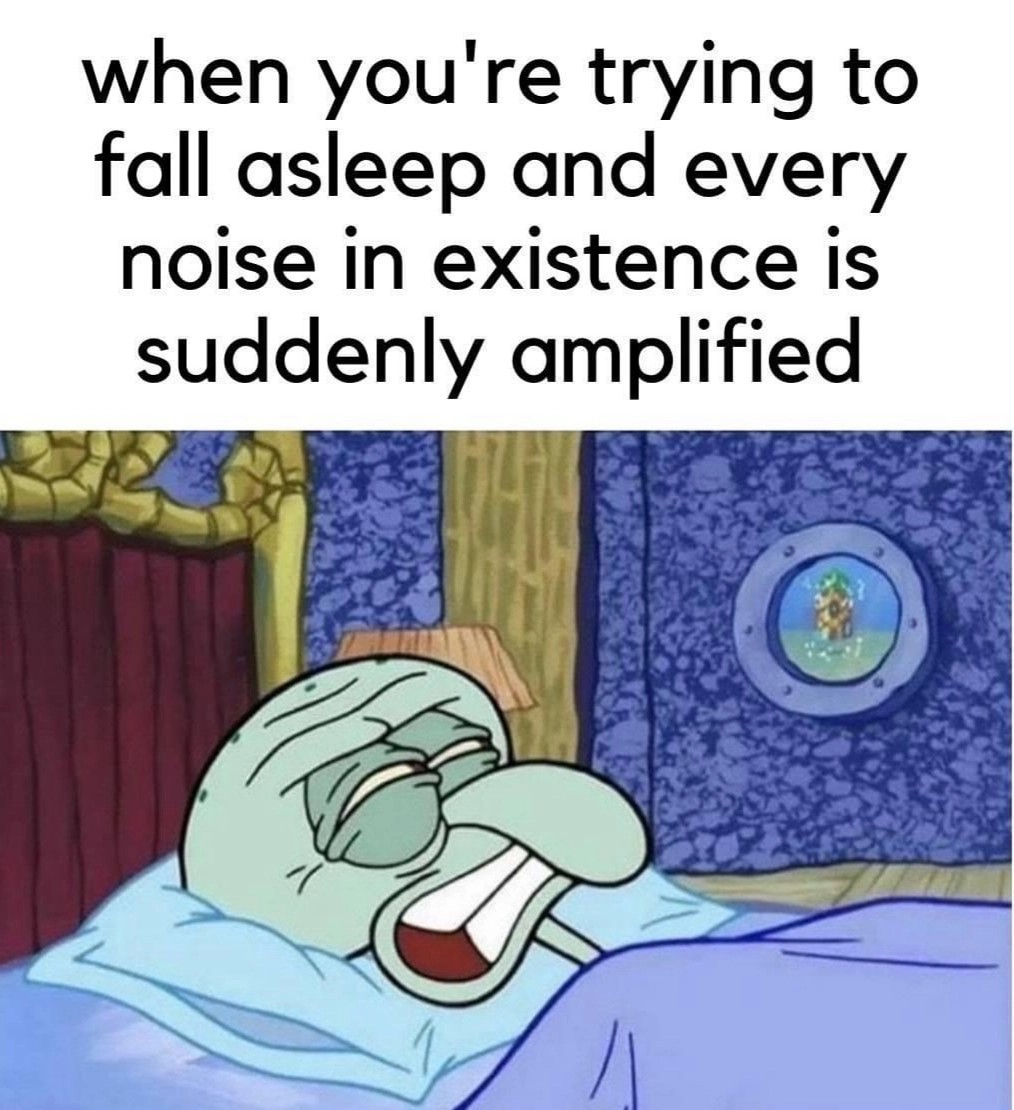 when you're trying to
fall asleep and every
noise in existence is
suddenly amplified